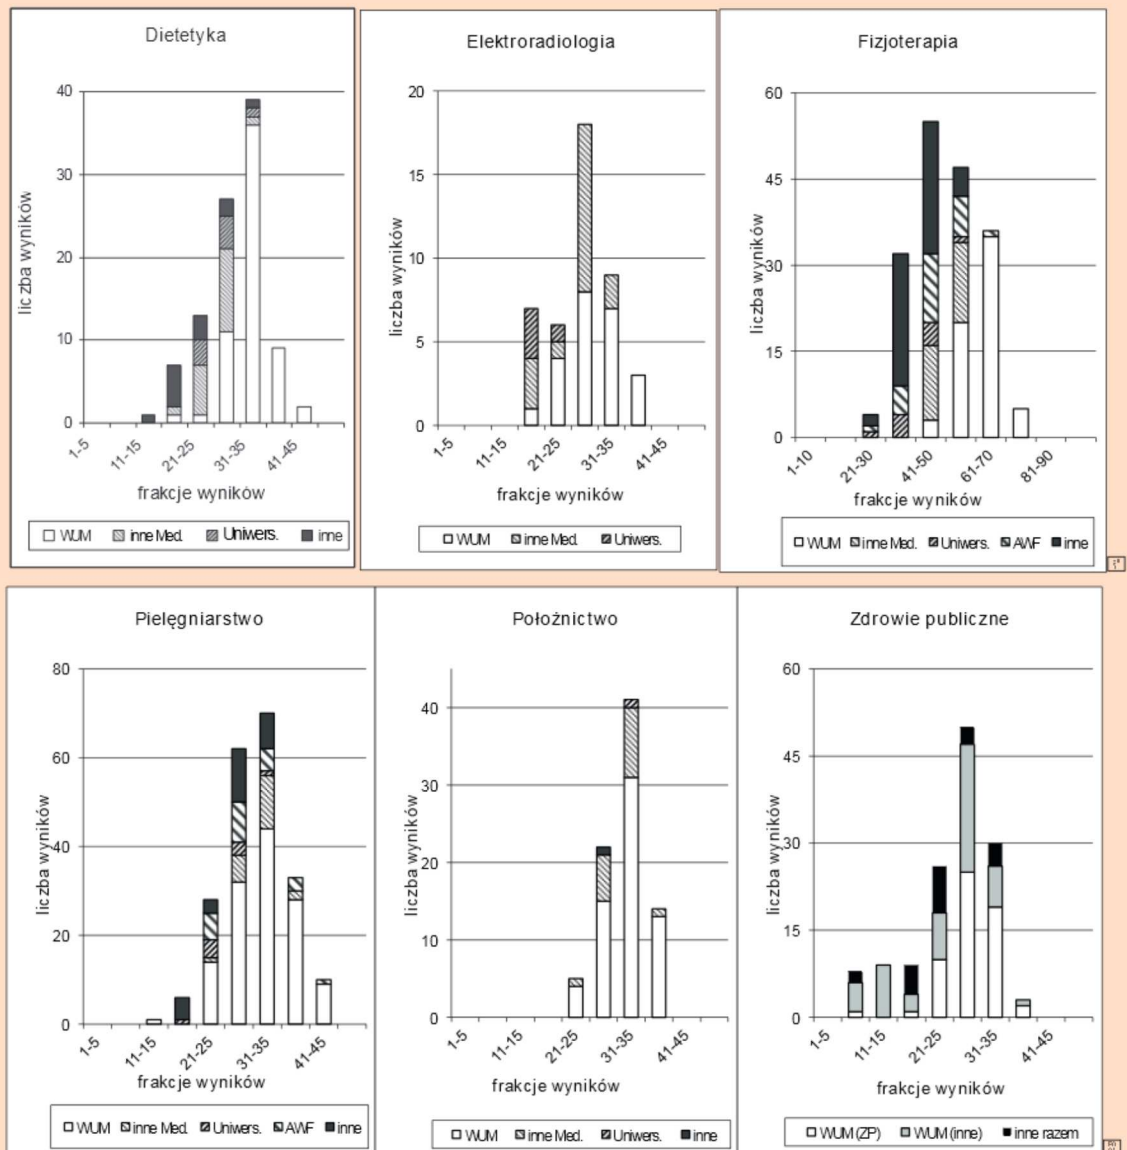 Dietetyka
40
30
20
10
0
liczba wyników
1-5
11-15
21-25
31-35
41-45
frakcje wyników
WUM inne Med. Uniwers. inne
Elektroradiologia
20
15
10
5
0
liczba wyników
1-5
11-15
21-25
31-35
41-45
frakcje wyników
WUM inne Med. Uniwers.
Fizjoterapia
60
45
30
15
0
liczba wyników
1-10
21-30
41-50
61-70
81-90
frakcje wyników
WUM inne Med. Uniwers. AWF inne
Pielęgniarstwo
80
60
40
20
0
liczba wyników
1-5
11-15
21-25
31-35
41-45
frakcje wyników
WUM inne Med. Uniwers. AWF inne
Położnictwo
40
30
20
10
0
liczba wyników
1-5
11-15
21-25
31-35
41-45
frakcje wyników
WUM inne Med. Uniwers. inne
Zdrowie publiczne
60
45
30
15
0
liczba wyników
1-5
11-15
21-25
31-35
41-45
frakcje wyników
WUM (ZP) WUM (inne) inne razem